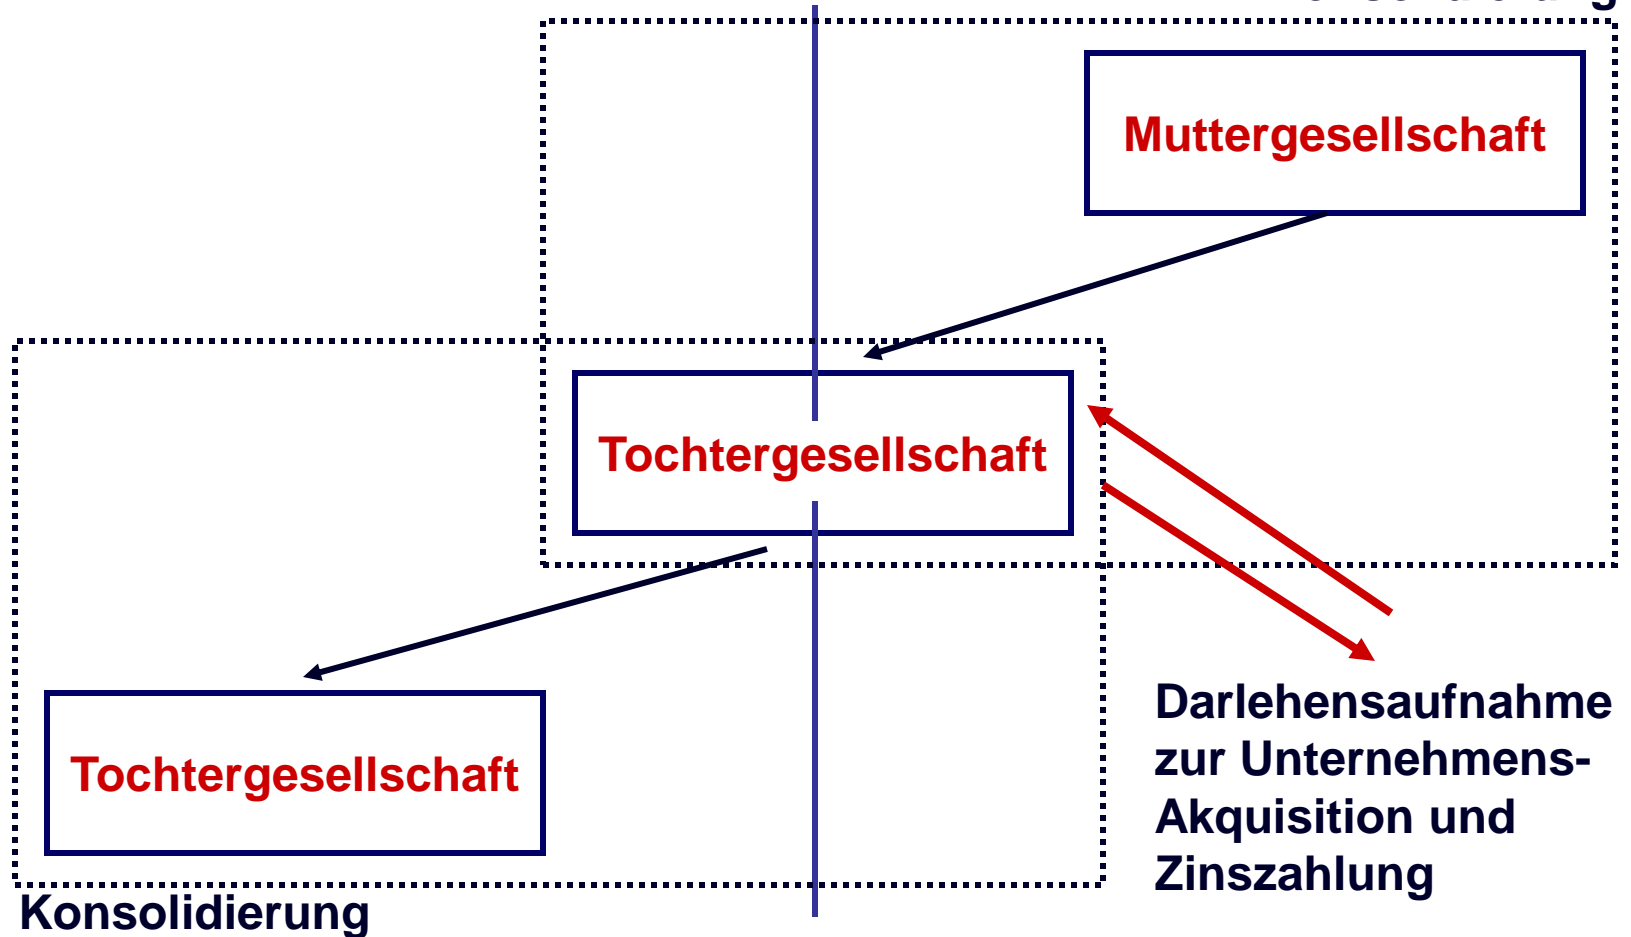 Muttergesellschaft
Tochtergesellschaft
Tochtergesellschaft
Darlehensaufnahme
zur Unternehmens-
Akquisition und
Zinszahlung
Konsolidierung